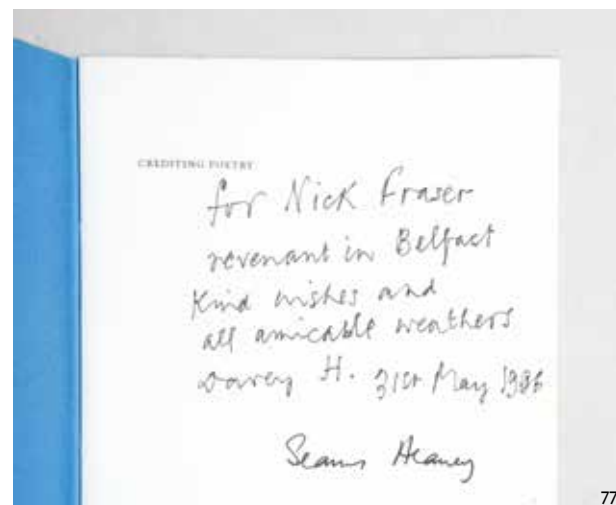 CREDITING POETRY
for Nick Fraser
revenant in Belfast
Kind wishes and
all amicable weathers
H. 31st May
Seamus Heaney
77